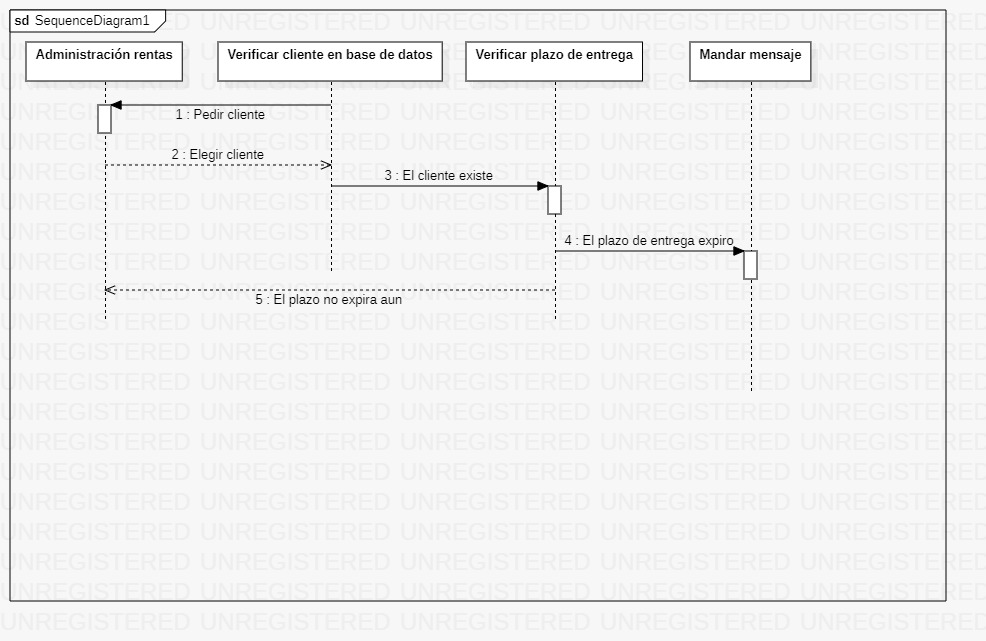 sd SequenceDiagram1
Administración rentas
Verificar cliente en base de datos
Verificar plazo de entrega
Mandar mensaje
1 : Pedir cliente
2 : Elegir cliente
3 : El cliente existe
4 : El plazo de entrega expiro
5 : El plazo no expira aun
UNREGISTERED UNREGISTERED UNREGISTERED UNREGISTERED UNREGISTERED